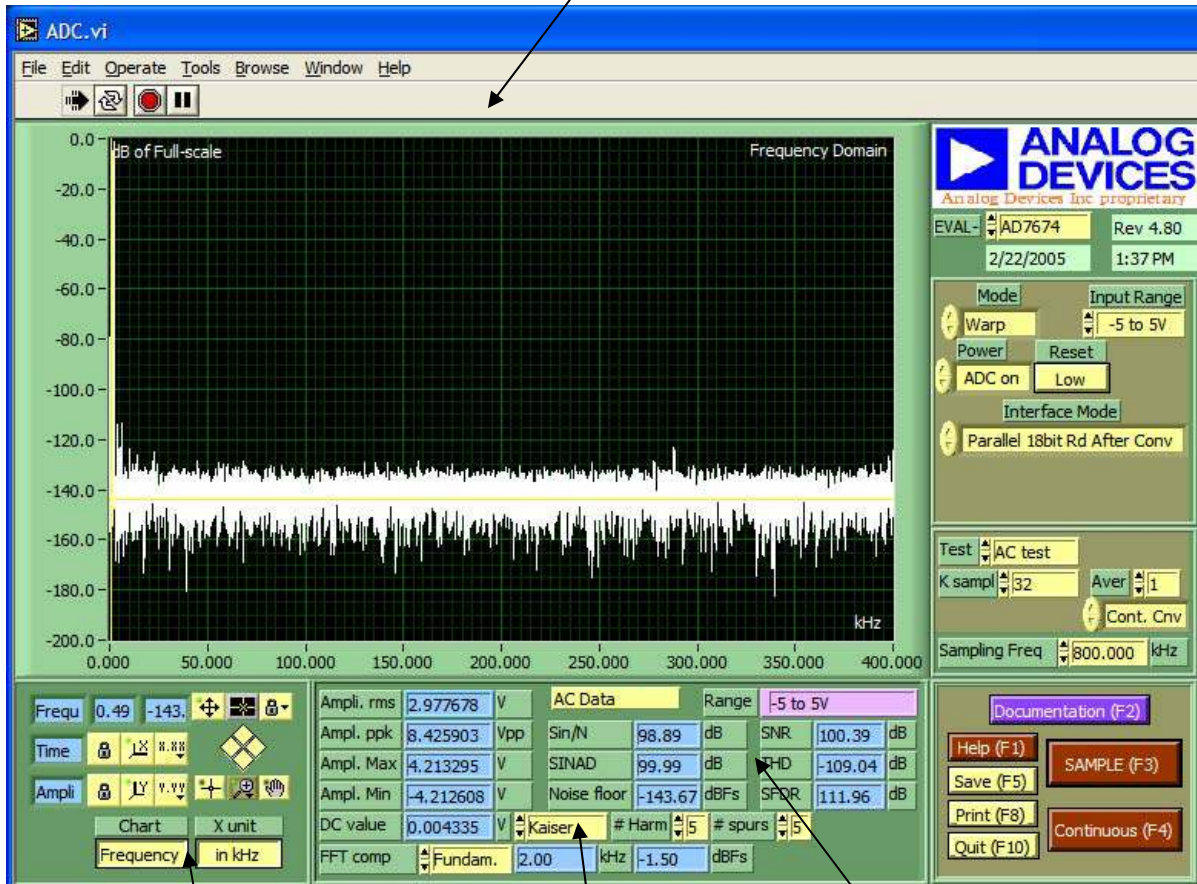 ADC.vi
File Edit Operate Tools Browse Window Help
dB of Full-scale
Frequency Domain
0.0
-20.0
-40.0
-60.0
-80.0
-100.0
-120.0
-140.0
-160.0
-180.0
-200.0
kHz
0.000 50.000 100.000 150.000 200.000 250.000 300.000 350.000 400.000
ANALOG
DEVICES
Analog Devices Inc proprietary
EVAL- AD7674 Rev 4.80
2/22/2005 1:37 PM
Mode Input Range
Warp -5 to 5V
Power Reset
ADC on Low
Interface Mode
Parallel 18bit Rd After Conv
Test AC test
K sampl 32 Aver 1
Cont. Cnv
Sampling Freq 800.000 kHz
Frequ 0.49 -143.
Time X X.XX
Ampli Y Y.YY
Chart X unit
Frequency in kHz
Ampli. rms 2.977678 V AC Data Range -5 to 5V
Ampl. ppk 8.425903 Vpp Sin/N 98.89 dB SNR 100.39 dB
Ampl. Max 4.213295 V SINAD 99.99 dB THD -109.04 dB
Ampl. Min -4.212608 V Noise floor -143.67 dBFs SFDR 111.96 dB
DC value 0.004335 V Kaiser # Harm 5 # spurs 5
FFT comp Fundam. 2.00 kHz -1.50 dBFs
Documentation (F2)
Help (F1)
SAMPLE (F3)
Save (F5)
Print (F8)
Continuous (F4)
Quit (F10)